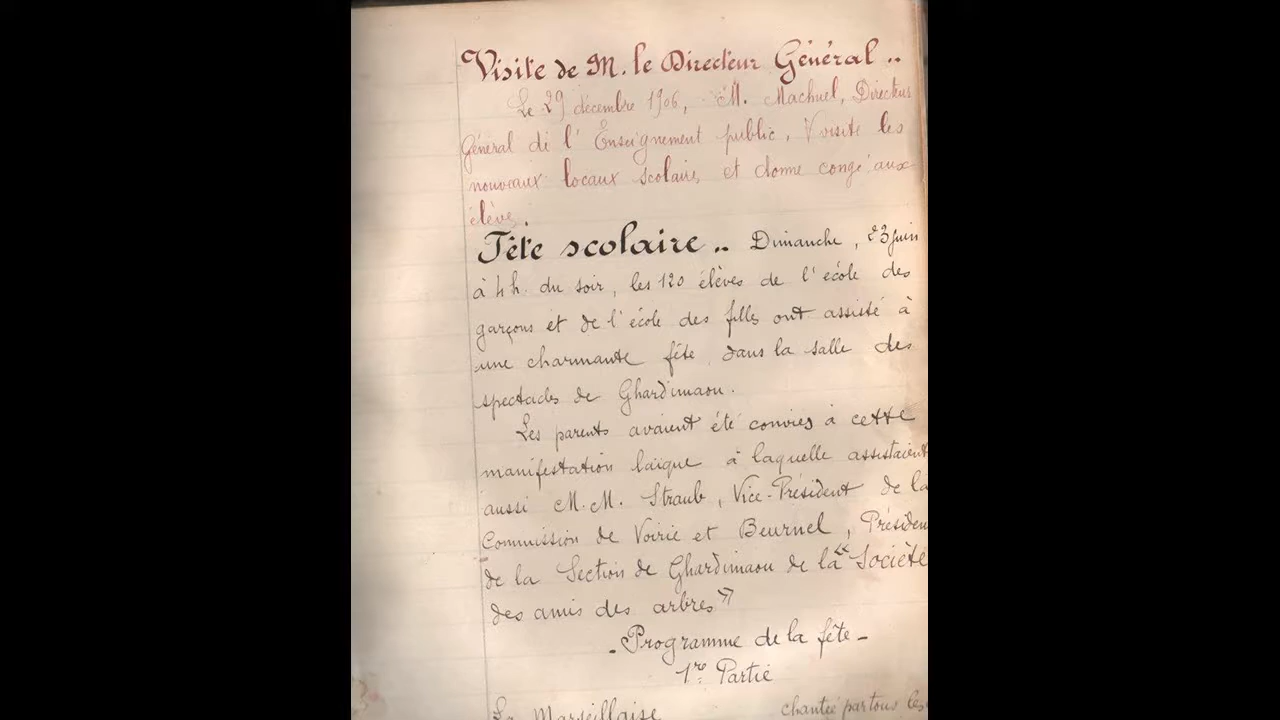 Visite de M. le Directeur Général ..
Le 29 décembre 1906, M. Machuel, Directeur
Général de l'Enseignement public, Visite les
nouveaux locaux scolaires, et donne congé aux
élèves.
Fête scolaire .. Dimanche, 23 juin
à 4 h. du soir, les 120 élèves de l'école des
garçons et de l'école des filles ont assisté à
une charmante fête dans la salle des
spectacles de Ghardimaou.
Les parents avaient été conviés à cette
manifestation laïque à laquelle assistaient
aussi M.M. Straub, Vice-Président de la
Commission de Voirie et Beurnel, Présiden
de la Section de Ghardimaou de la "Société
des amis des arbres"
- Programme de la fête -
1re Partie
La Marseillaise chantée par tous les